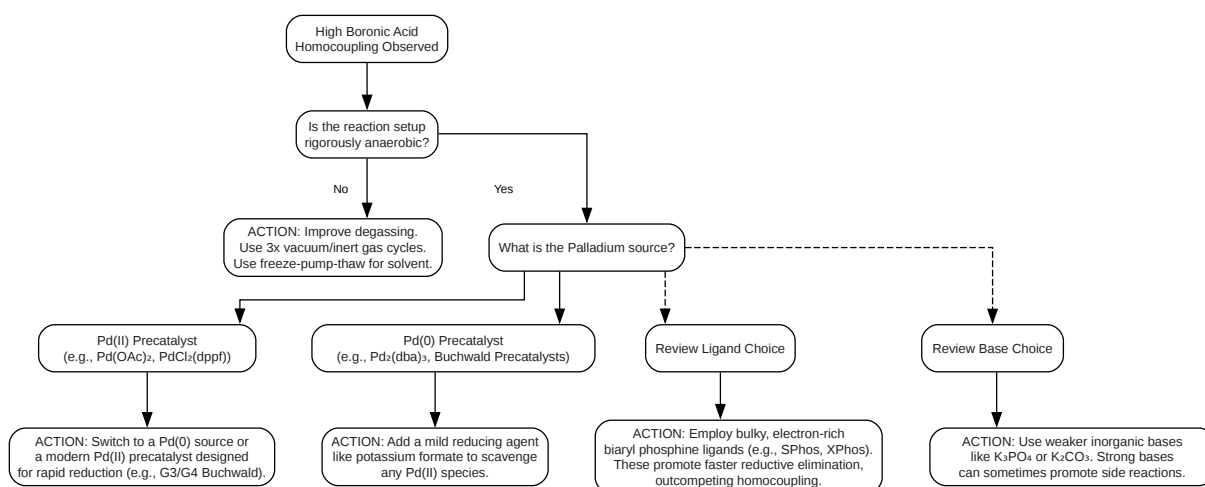 High Boronic Acid
Homocoupling Observed
Is the reaction setup
rigorously anaerobic?
No
Yes
ACTION: Improve degassing.
Use 3x vacuum/inert gas cycles.
Use freeze-pump-thaw for solvent.
What is the Palladium source?
Pd(II) Precatalyst
(e.g., Pd(OAc)₂, PdCl₂(dppf))
Pd(0) Precatalyst
(e.g., Pd₂(dba)₃, Buchwald Precatalysts)
Review Ligand Choice
Review Base Choice
ACTION: Switch to a Pd(0) source or
a modern Pd(II) precatalyst designed
for rapid reduction (e.g., G3/G4 Buchwald).
ACTION: Add a mild reducing agent
like potassium formate to scavenge
any Pd(II) species.
ACTION: Employ bulky, electron-rich
biaryl phosphine ligands (e.g., SPhos, XPhos).
These promote faster reductive elimination,
outcompeting homocoupling.
ACTION: Use weaker inorganic bases
like K₃PO₄ or K₂CO₃. Strong bases
can sometimes promote side reactions.